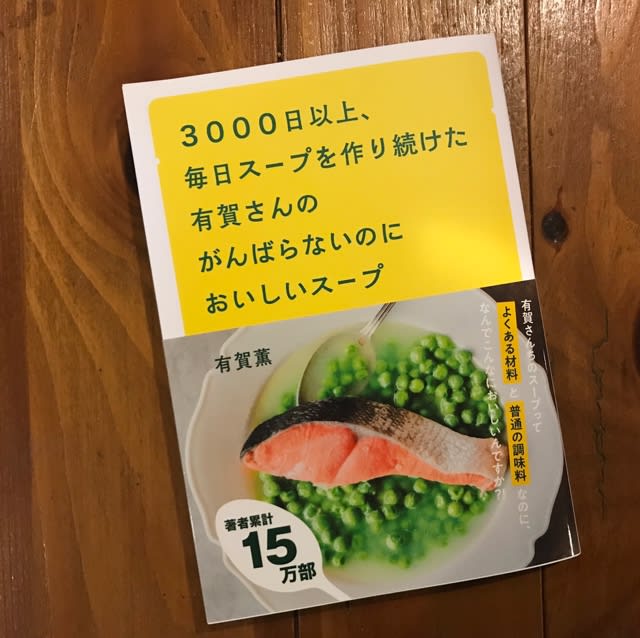 3000日以上、
毎日スープを作り続けた
有賀さんの
がんばらないのに
おいしいスープ
有賀薫
有賀さんちのスープって
よくある材料と普通の調味料なのに、
なんでこんなにおいしいんですか?!
著者累計
15
万部